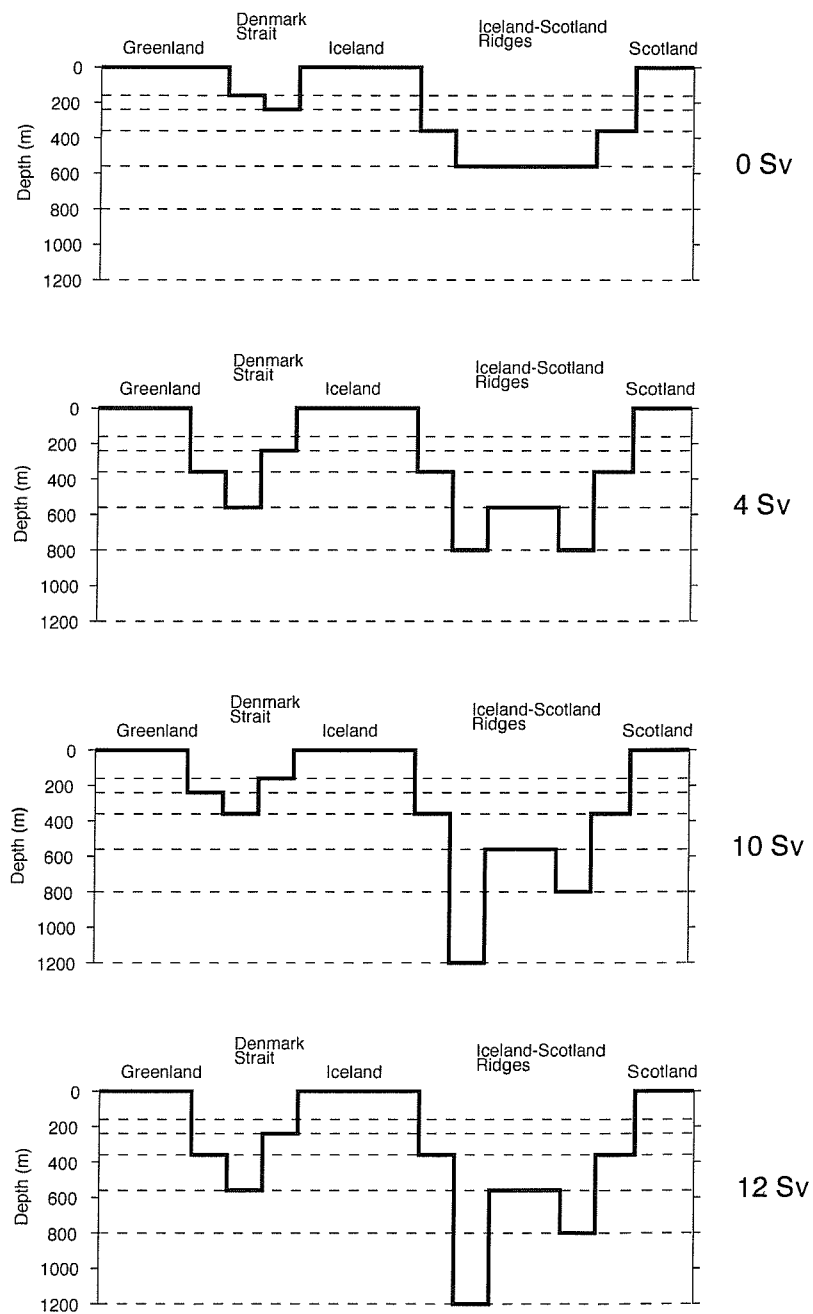 Denmark
Strait
Iceland-Scotland
Ridges
Greenland Iceland Scotland
0
200
400
600
800
1000
1200
Depth (m)
0 Sv
Denmark
Strait
Iceland-Scotland
Ridges
Greenland Iceland Scotland
0
200
400
600
800
1000
1200
Depth (m)
4 Sv
Denmark
Strait
Iceland-Scotland
Ridges
Greenland Iceland Scotland
0
200
400
600
800
1000
1200
Depth (m)
10 Sv
Denmark
Strait
Iceland-Scotland
Ridges
Greenland Iceland Scotland
0
200
400
600
800
1000
1200
Depth (m)
12 Sv